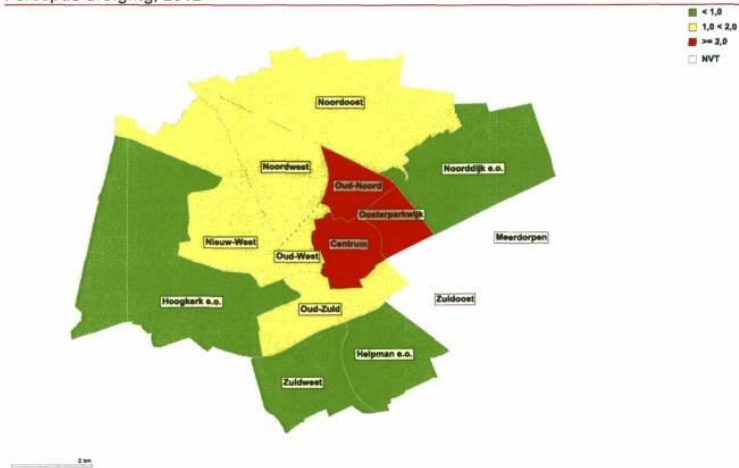 < 1,0
1,0 < 2,0
>= 2,0
NVT
Noordoost
Noordwest
Noorddijk e.o.
Oud-Noord
Oosterparkwijk
Meerdorpen
Nieuw-West
Centrum
Oud-West
Hoogkerk e.o.
Zuidoost
Oud-Zuid
Helpman e.o.
Zuidwest
2 km